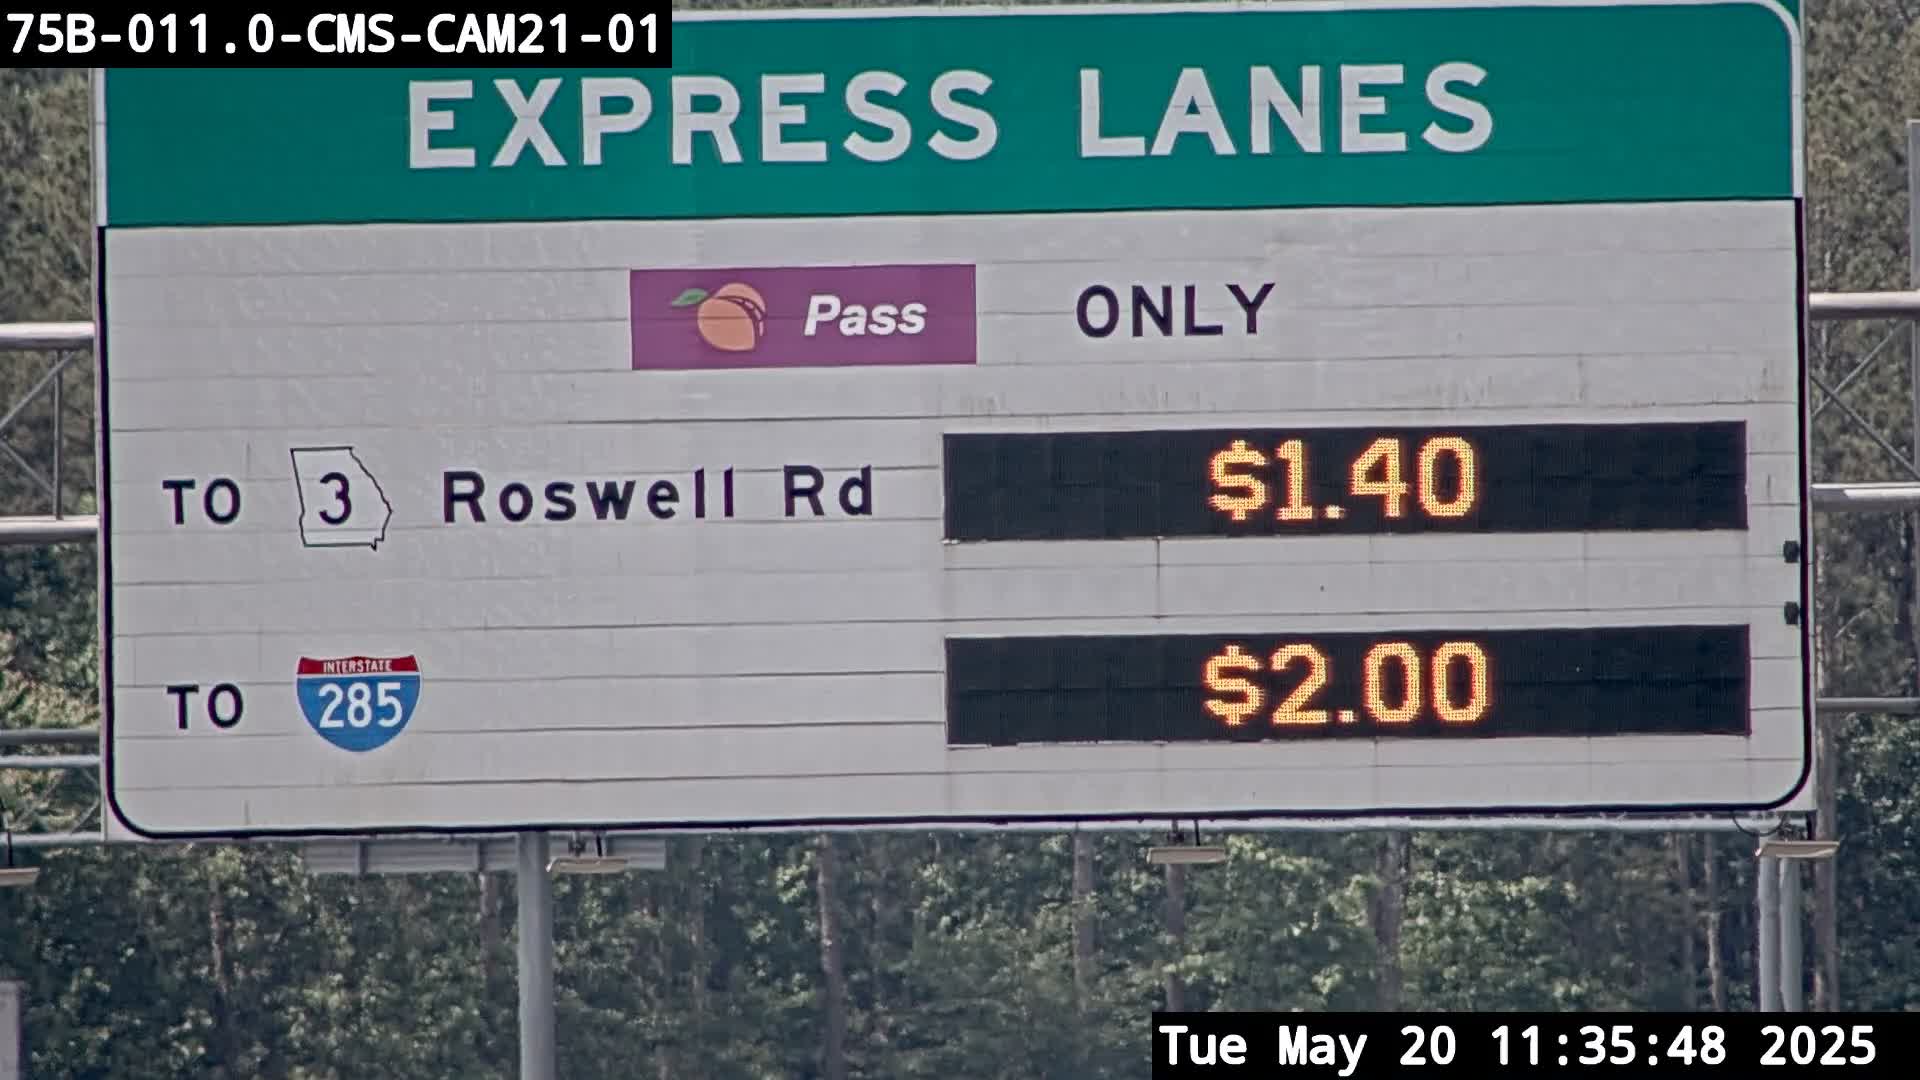 75B-011.0-CMS-CAM21-01
EXPRESS LANES
Pass ONLY
TO 3 Roswell Rd $1.40
INTERSTATE
TO 285 $2.00
Tue May 20 11:35:48 2025